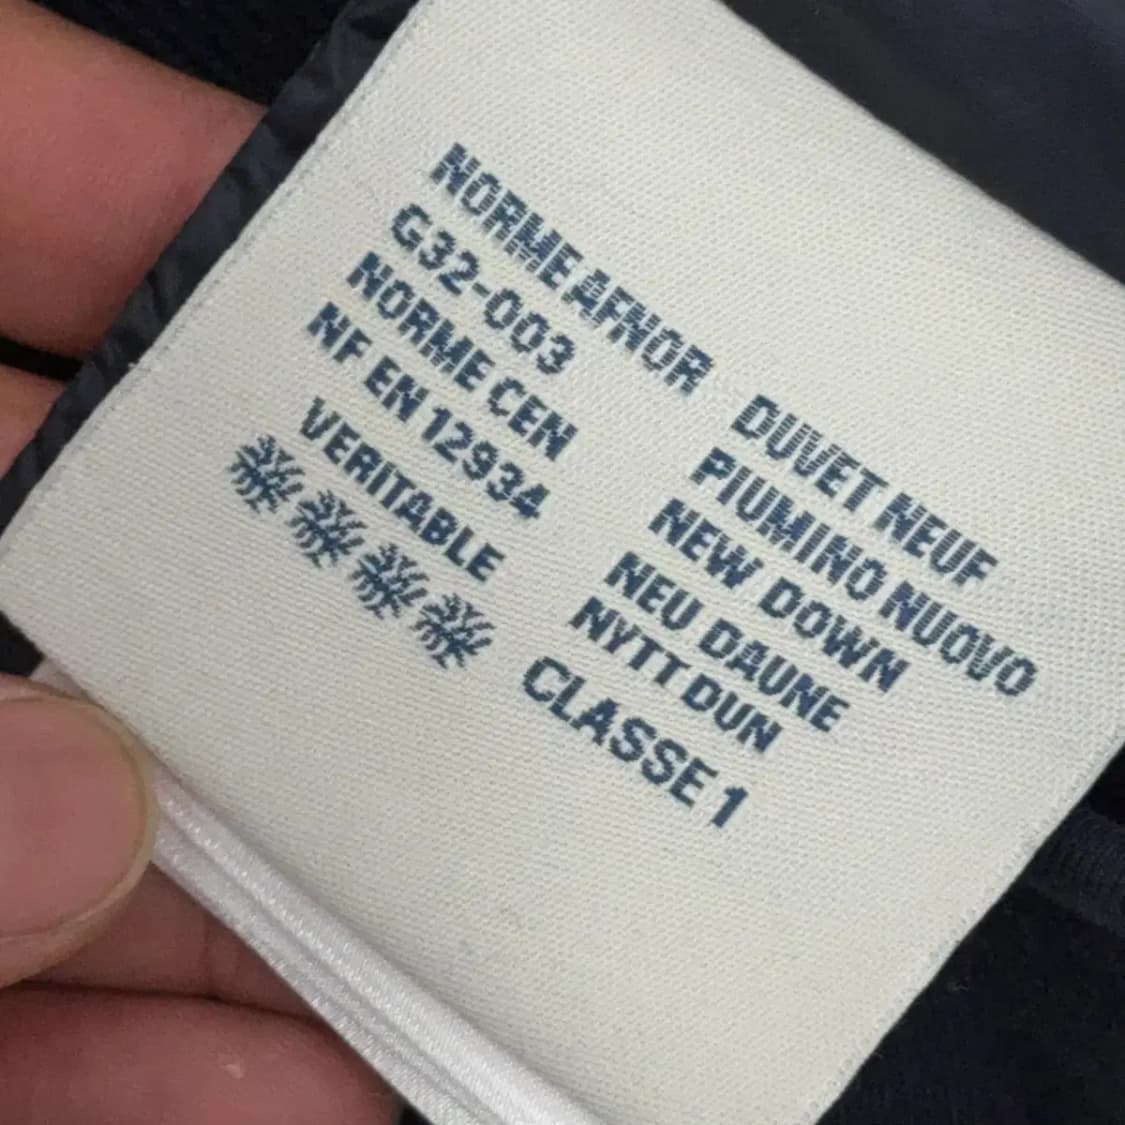 NORME AFNOR
G32-003
NORME CEN
NF EN 12934
VERITABLE
DUVET NEUF
PIUMINO NUOVO
NEW DOWN
NEU DAUNE
NYTT DUN
CLASSE 1